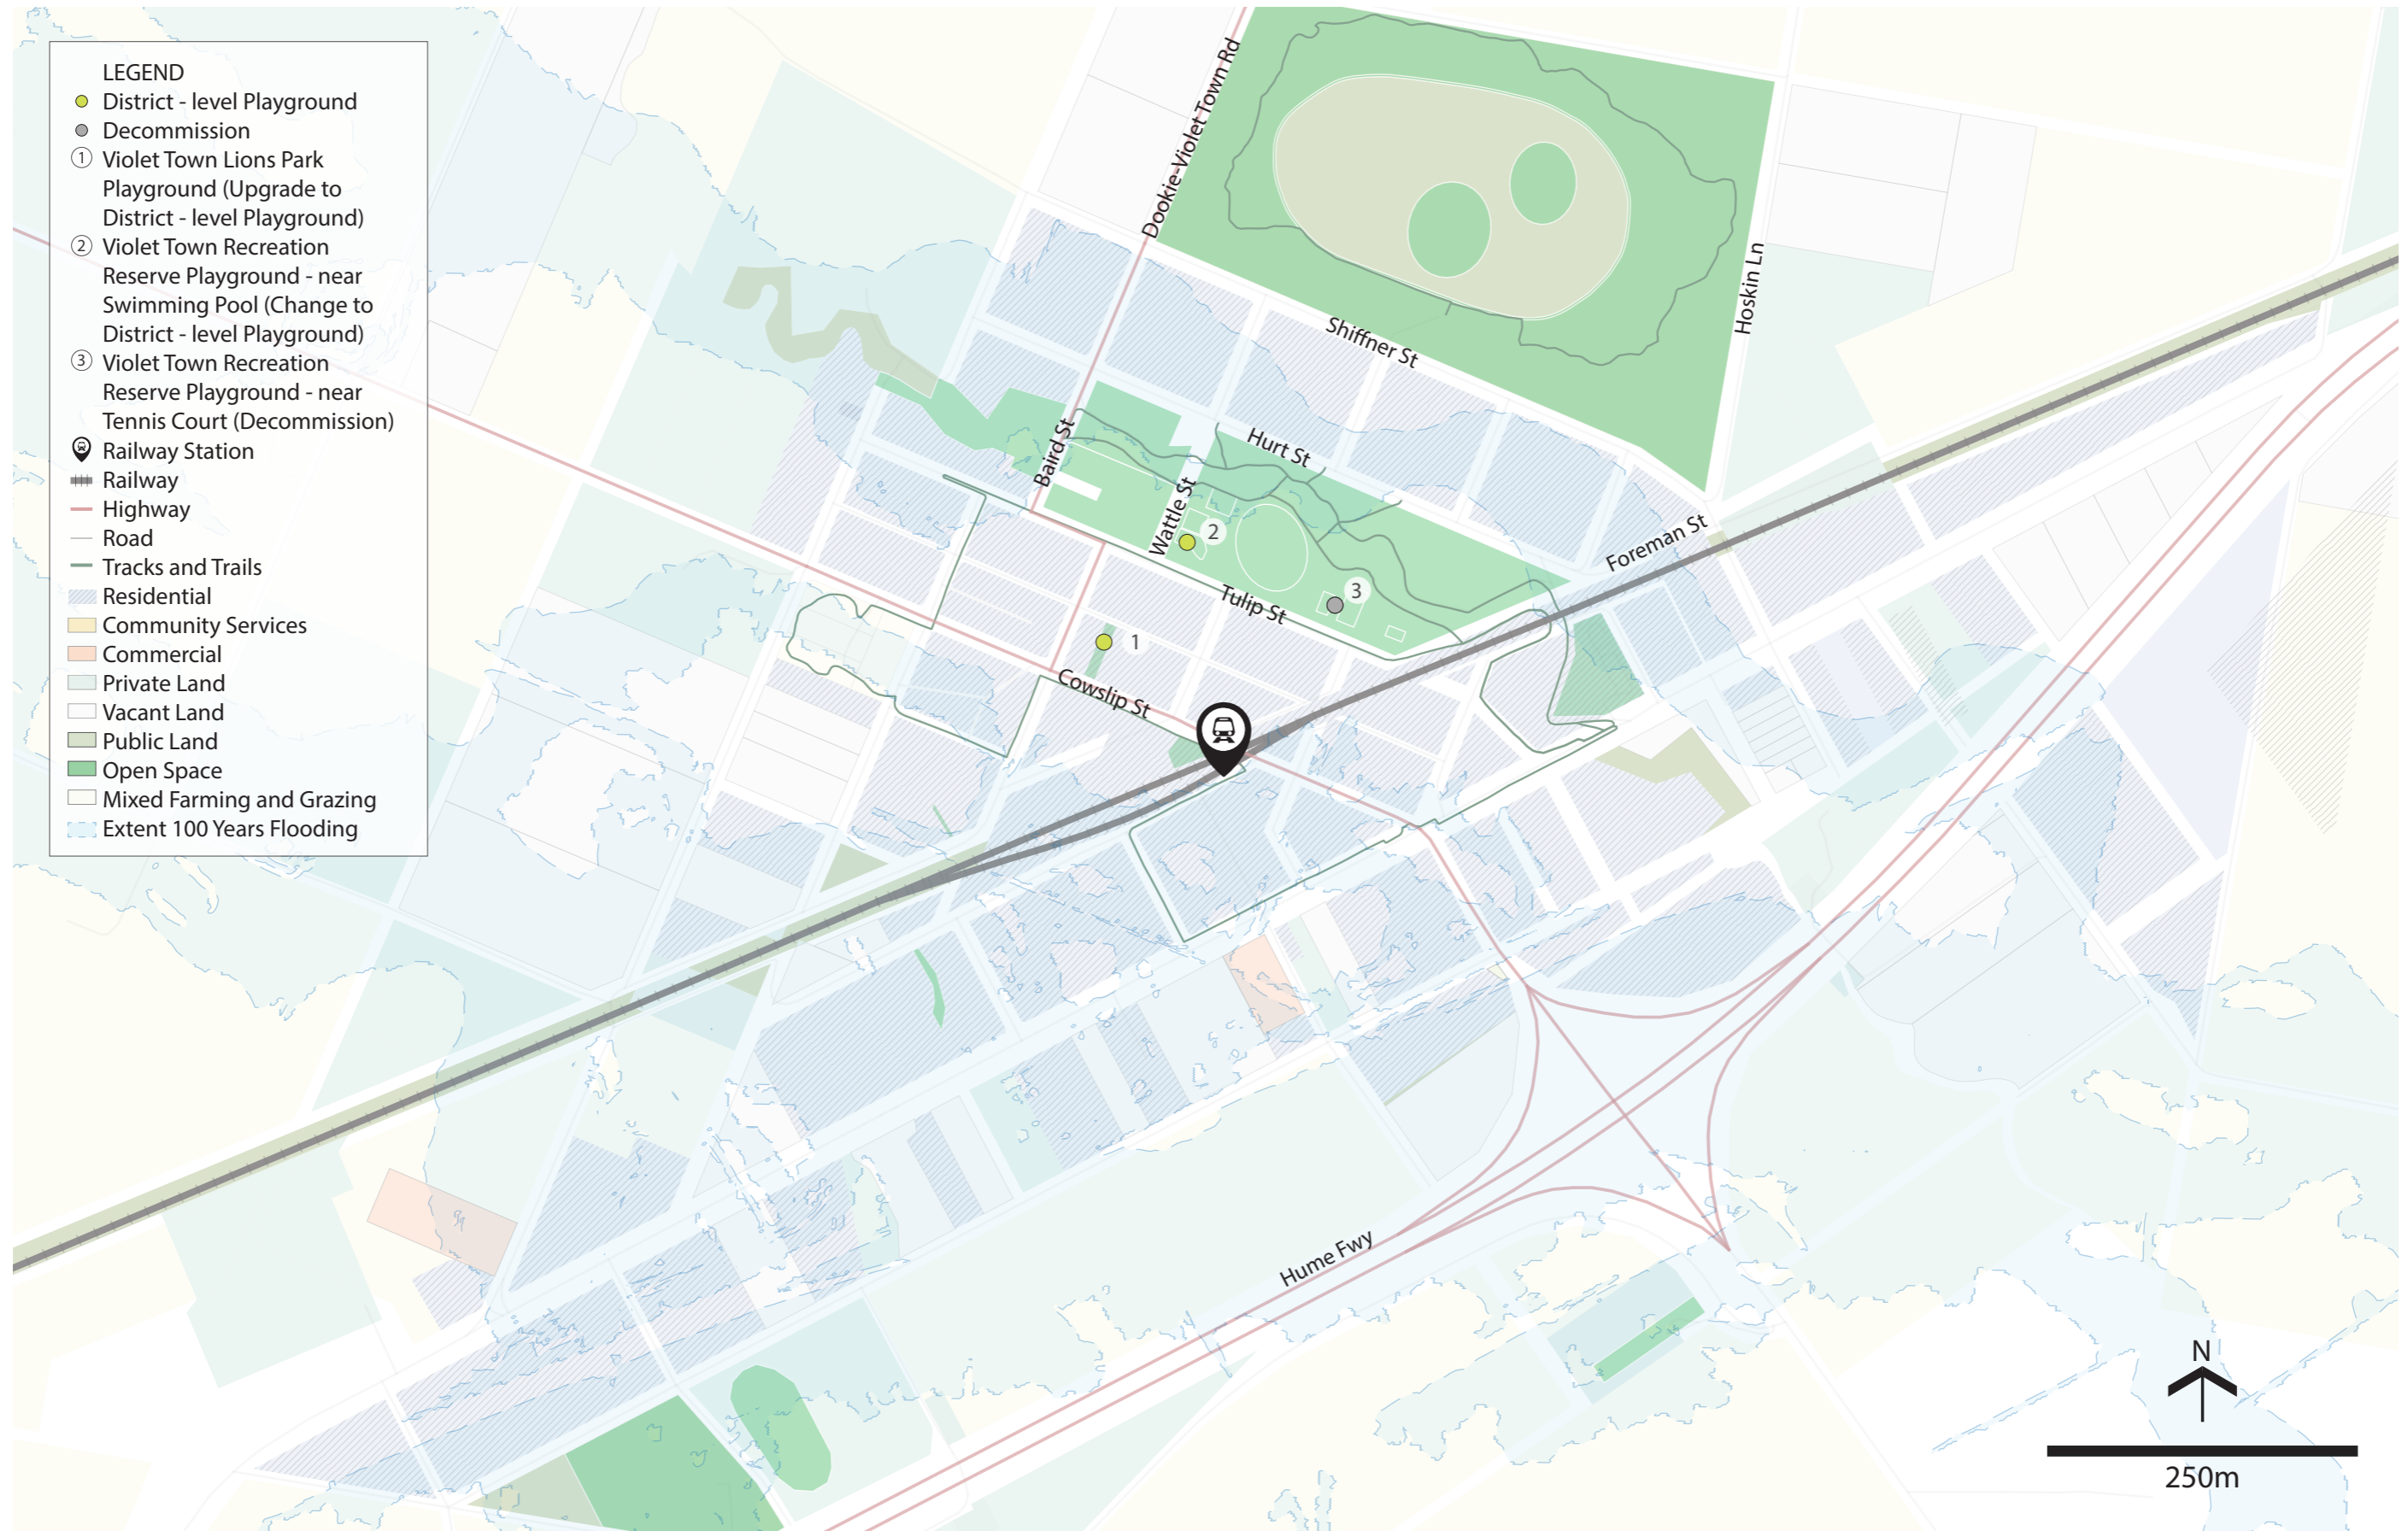 LEGEND
District - level Playground
Decommission
1 Violet Town Lions Park
Playground (Upgrade to
District - level Playground)
2 Violet Town Recreation
Reserve Playground - near
Swimming Pool (Change to
District - level Playground)
3 Violet Town Recreation
Reserve Playground - near
Tennis Court (Decommission)
Railway Station
Railway
Highway
Road
Tracks and Trails
Residential
Community Services
Commercial
Private Land
Vacant Land
Public Land
Open Space
Mixed Farming and Grazing
Extent 100 Years Flooding
Dookie-Violet Town Rd
Hoskin Ln
Shiffner St
Hurt St
Baird St
Wattle St
2
Foreman St
3
Tulip St
1
Cowslip St
Hume Fwy
N
250m